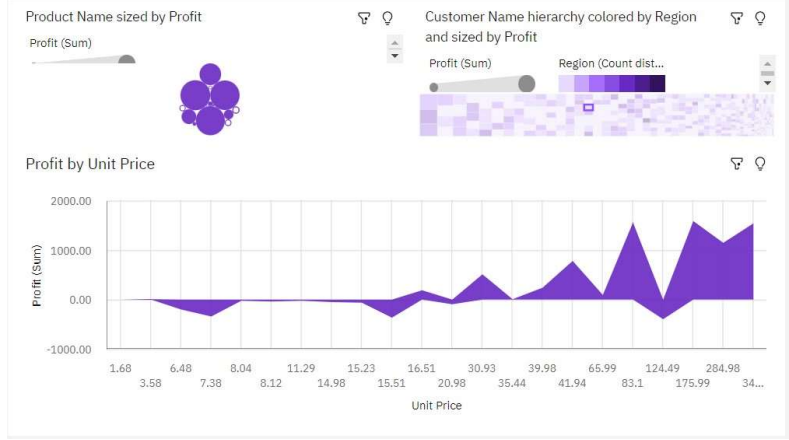 Product Name sized by Profit
Profit (Sum)
Customer Name hierarchy colored by Region
and sized by Profit
Profit (Sum)
Region (Count dist...
Profit by Unit Price
2000.00
1000.00
0.00
-1000.00
Profit (Sum)
1.68 6.48 8.04 11.29 15.23 16.51 30.93 39.98 65.99 124.49 284.98
3.58 7.38 8.12 14.98 15.51 20.98 35.44 41.94 83.1 175.99 34...
Unit Price